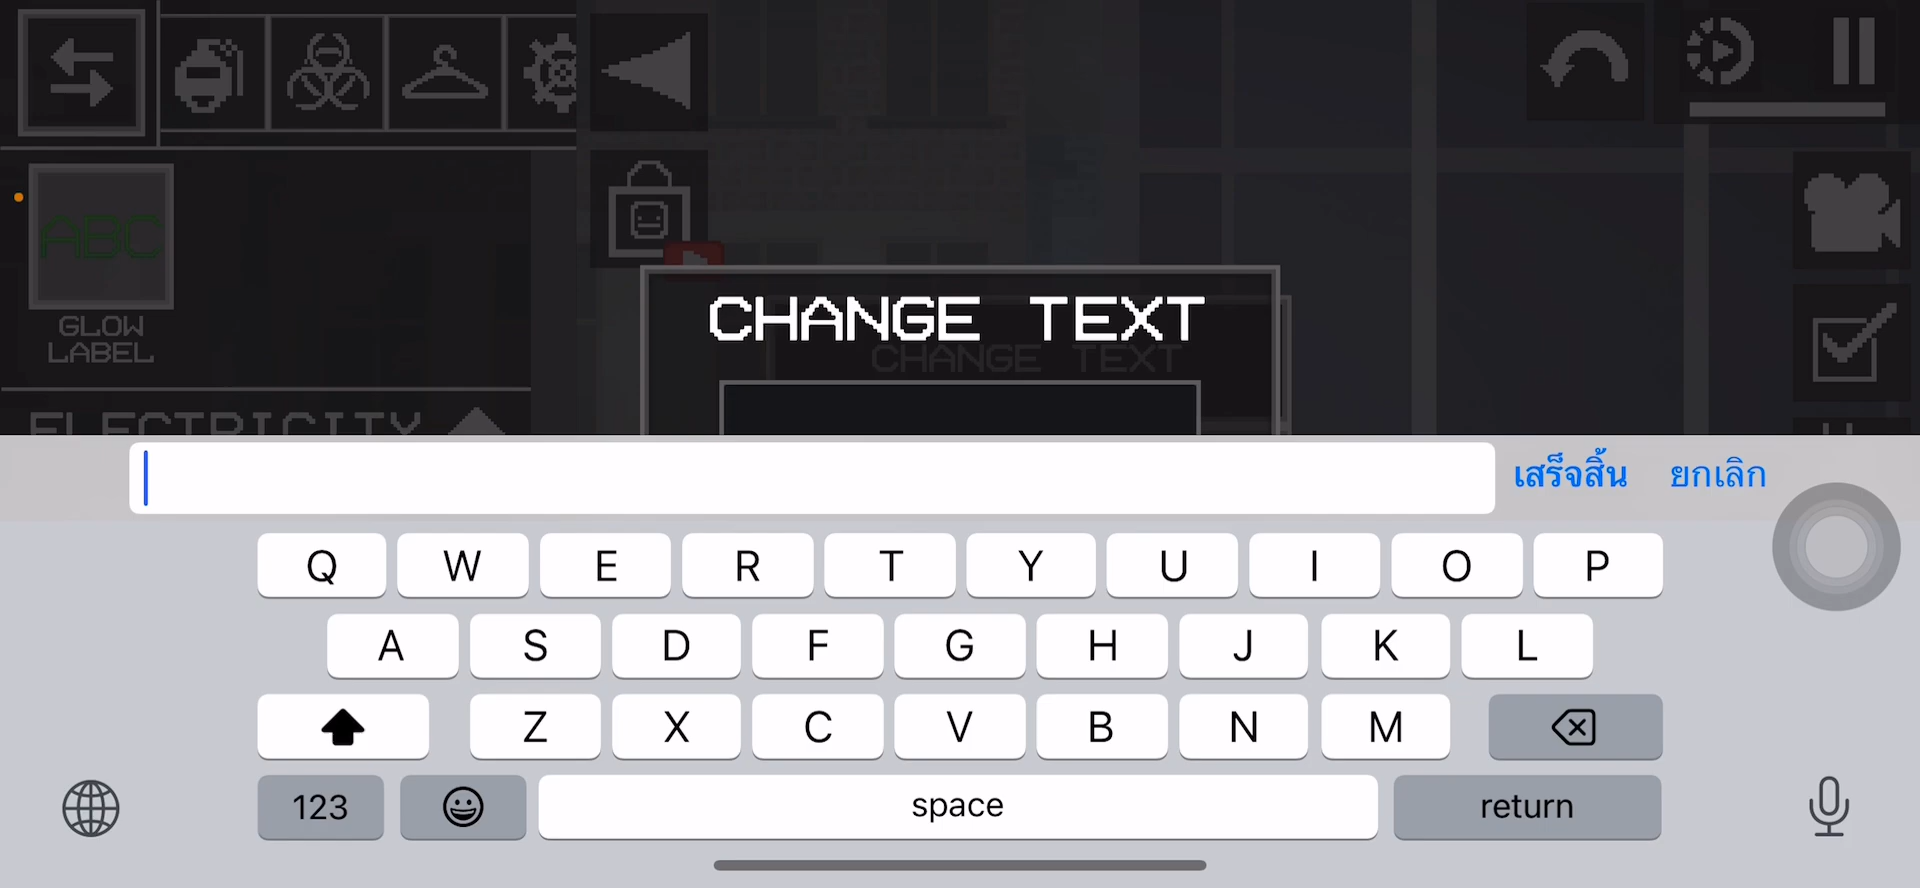 ABC
GLOW
LABEL
ELECTRICITY
CHANGE TEXT
CHANGE TEXT
เสร็จสิ้น ยกเลิก
Q W E R T Y U I O P
A S D F G H J K L
Z X C V B N M
123 space return